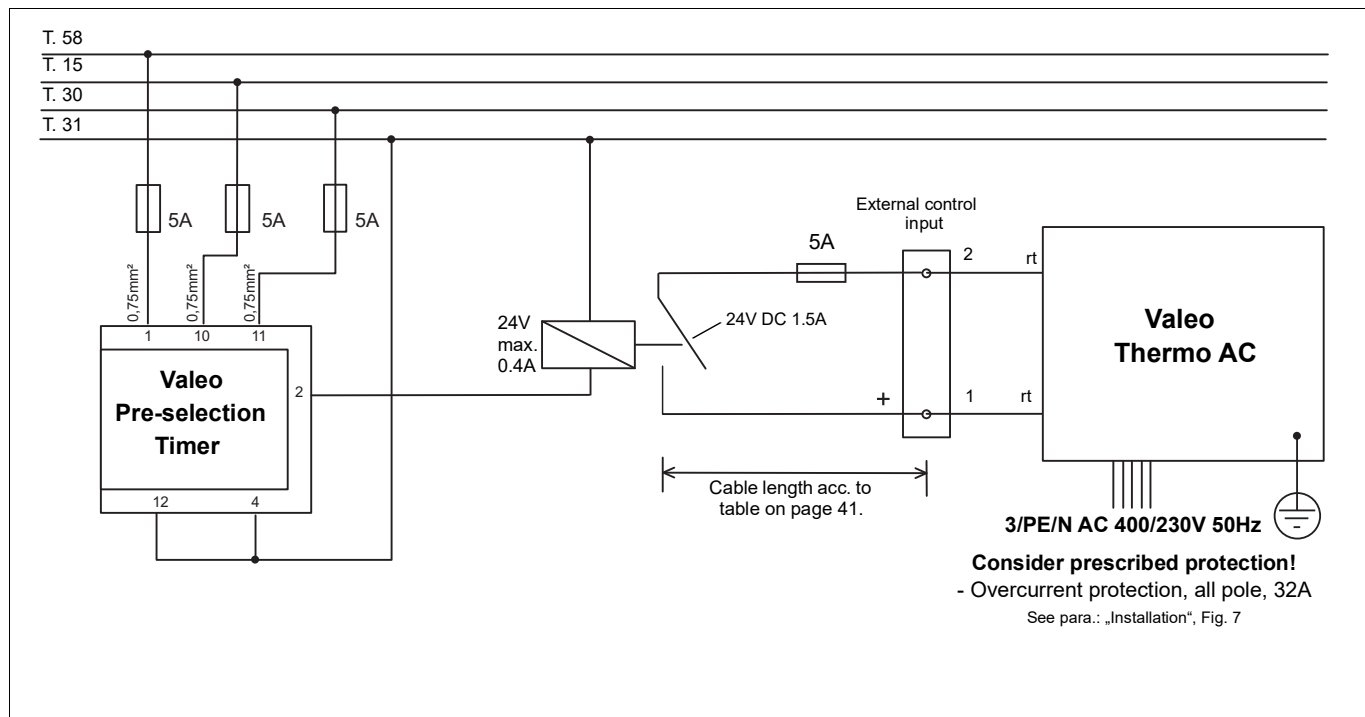 T. 58
T. 15
T. 30
T. 31
5A
5A
5A
0,75mm²
0,75mm²
0,75mm²
1
10
11
Valeo
Pre-selection
Timer
2
12
4
24V
max.
0.4A
24V DC 1.5A
5A
External control
input
2
rt
+
1
rt
Cable length acc. to
table on page 41.
Valeo
Thermo AC
3/PE/N AC 400/230V 50Hz
Consider prescribed protection!
- Overcurrent protection, all pole, 32A
See para.: „Installation“, Fig. 7